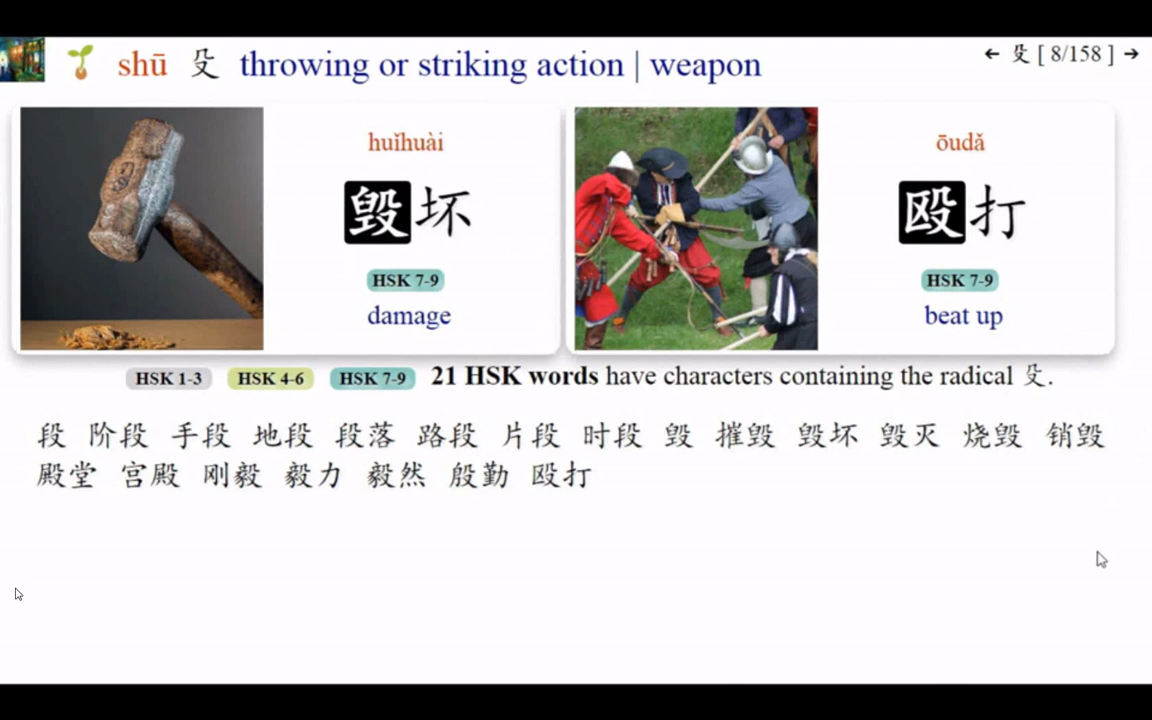 shū 殳 throwing or striking action | weapon
← 殳 [ 8/158 ] →
huǐhuài
毁坏
HSK 7-9
damage
ōudǎ
殴打
HSK 7-9
beat up
HSK 1-3 HSK 4-6 HSK 7-9 21 HSK words have characters containing the radical 殳.
段 阶段 手段 地段 段落 路段 片段 时段 毁 摧毁 毁坏 毁灭 烧毁 销毁
殿堂 宫殿 刚毅 毅力 毅然 殷勤 殴打